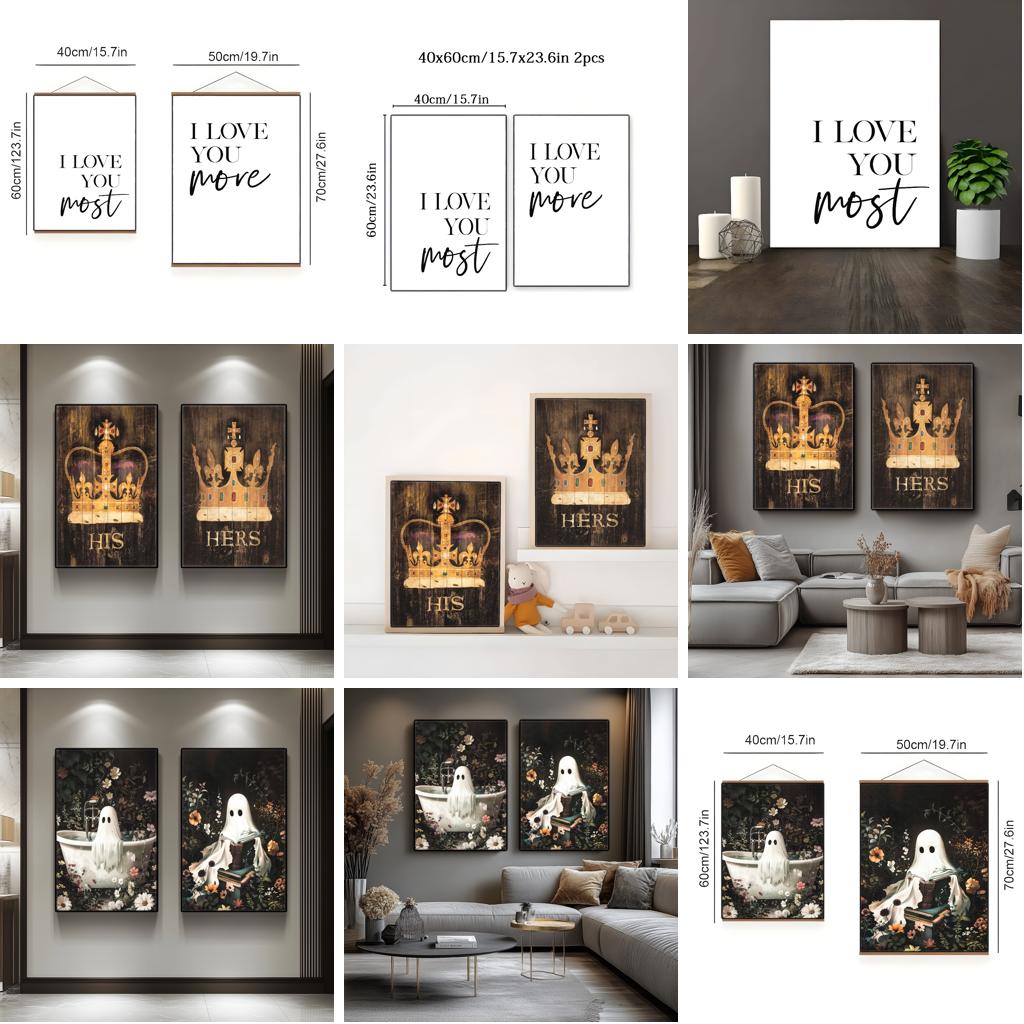 40cm/15.7in
50cm/19.7in
60cm/123.7in
I LOVE
YOU
most
I LOVE
YOU
more
70cm/27.6in
40x60cm/15.7x23.6in 2pcs
40cm/15.7in
60cm/23.6in
I LOVE
YOU
most
I LOVE
YOU
more
I LOVE
YOU
most
HIS
HERS
HIS
HERS
HIS
HERS
40cm/15.7in
50cm/19.7in
60cm/123.7in
70cm/27.6in